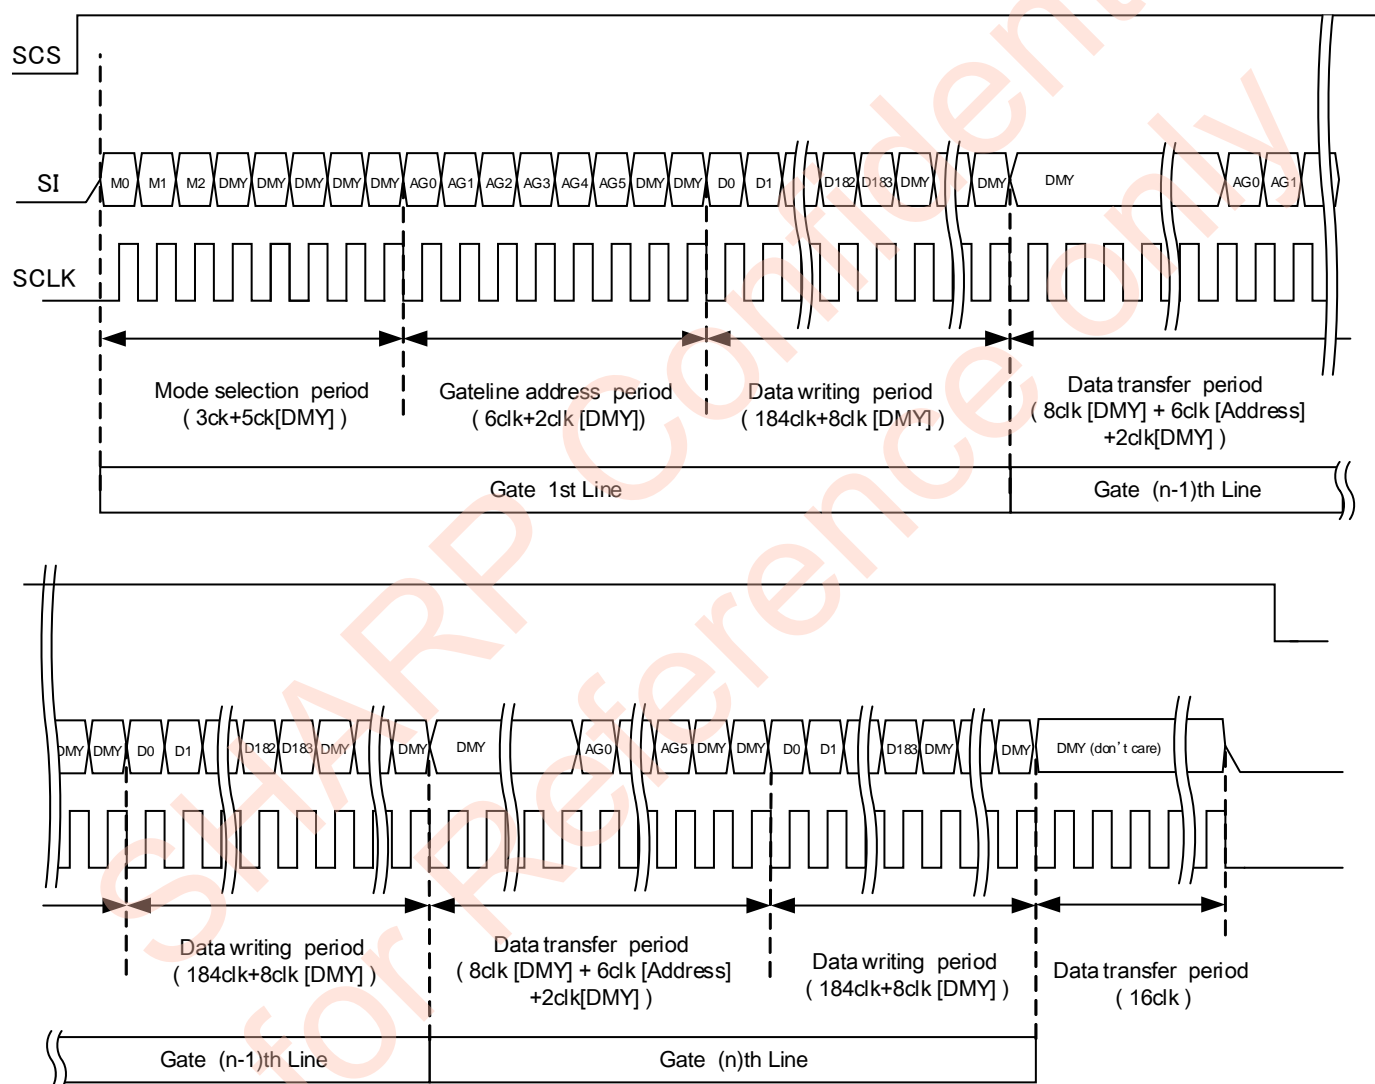 SCS
SI
M0 M1 M2 DMY DMY DMY DMY DMY AG0 AG1 AG2 AG3 AG4 AG5 DMY DMY D0 D1 D182 D183 DMY DMY DMY AG0 AG1
SCLK
Mode selection period
( 3ck+5ck[DMY] )
Gateline address period
( 6clk+2clk [DMY])
Data writing period
( 184clk+8clk [DMY] )
Data transfer period
( 8clk [DMY] + 6clk [Address]
+2clk[DMY] )
Gate 1st Line
Gate (n-1)th Line
DMY DMY D0 D1 D182 D183 DMY DMY DMY AG0 AG5 DMY DMY D0 D1 D183 DMY DMY DMY (don't care)
Data writing period
( 184clk+8clk [DMY] )
Data transfer period
( 8clk [DMY] + 6clk [Address]
+2clk[DMY] )
Data writing period
( 184clk+8clk [DMY] )
Data transfer period
( 16clk )
Gate (n-1)th Line
Gate (n)th Line
SHARP Confident
for Reference only